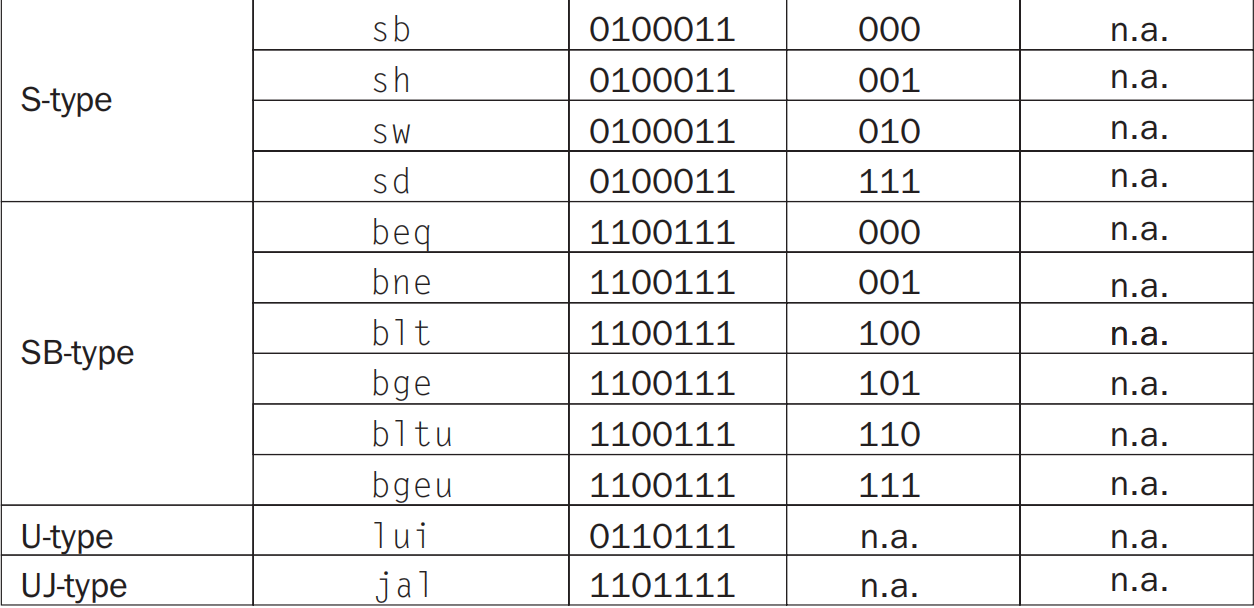 sb 0100011 000 n.a.
S-type sh 0100011 001 n.a.
sw 0100011 010 n.a.
sd 0100011 111 n.a.
beq 1100111 000 n.a.
bne 1100111 001 n.a.
SB-type blt 1100111 100 n.a.
bge 1100111 101 n.a.
bltu 1100111 110 n.a.
bgeu 1100111 111 n.a.
U-type lui 0110111 n.a. n.a.
UJ-type jal 1101111 n.a. n.a.